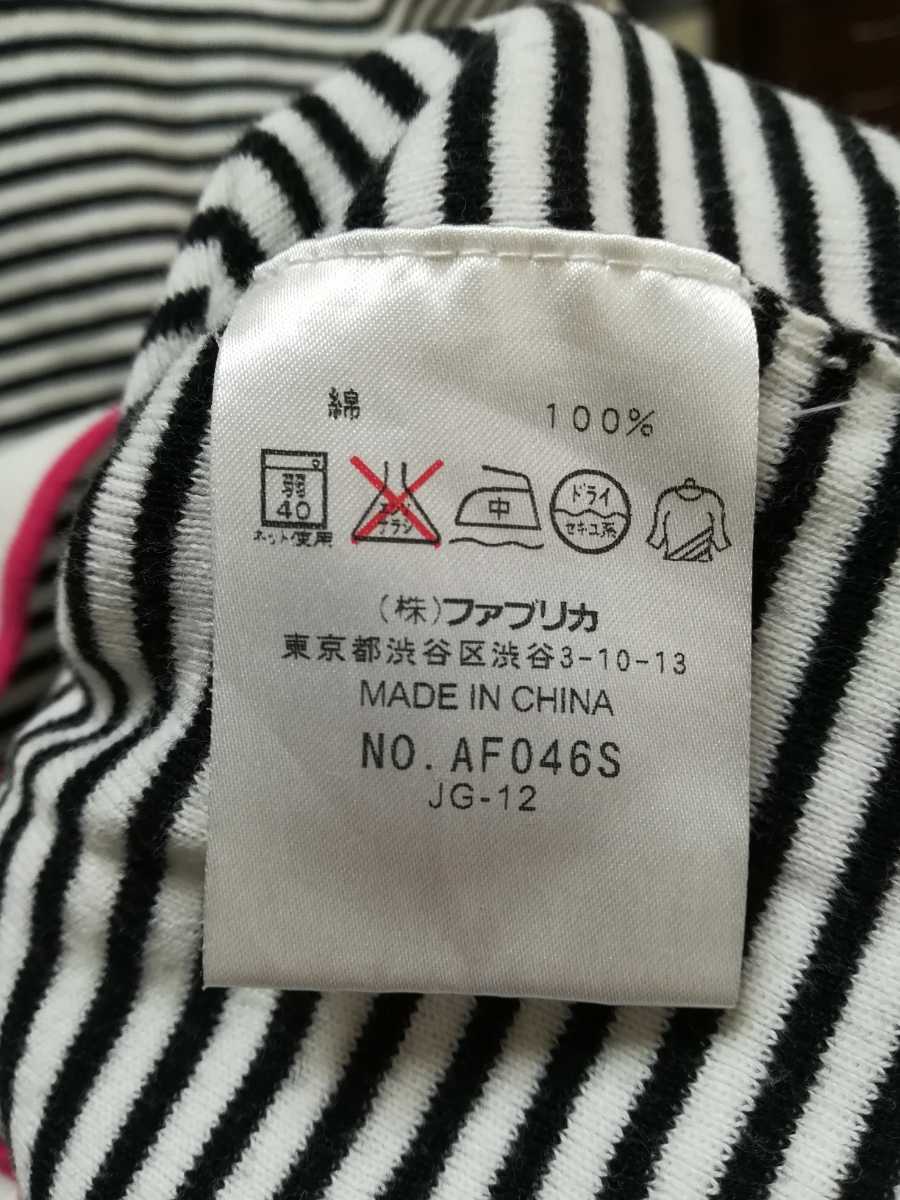 綿 100%
弱 40 ネット使用
エンソ サラシ
中
ドライ セキユ系
(株)ファブリカ
東京都渋谷区渋谷3-10-13
MADE IN CHINA
NO. AF046S
JG-12